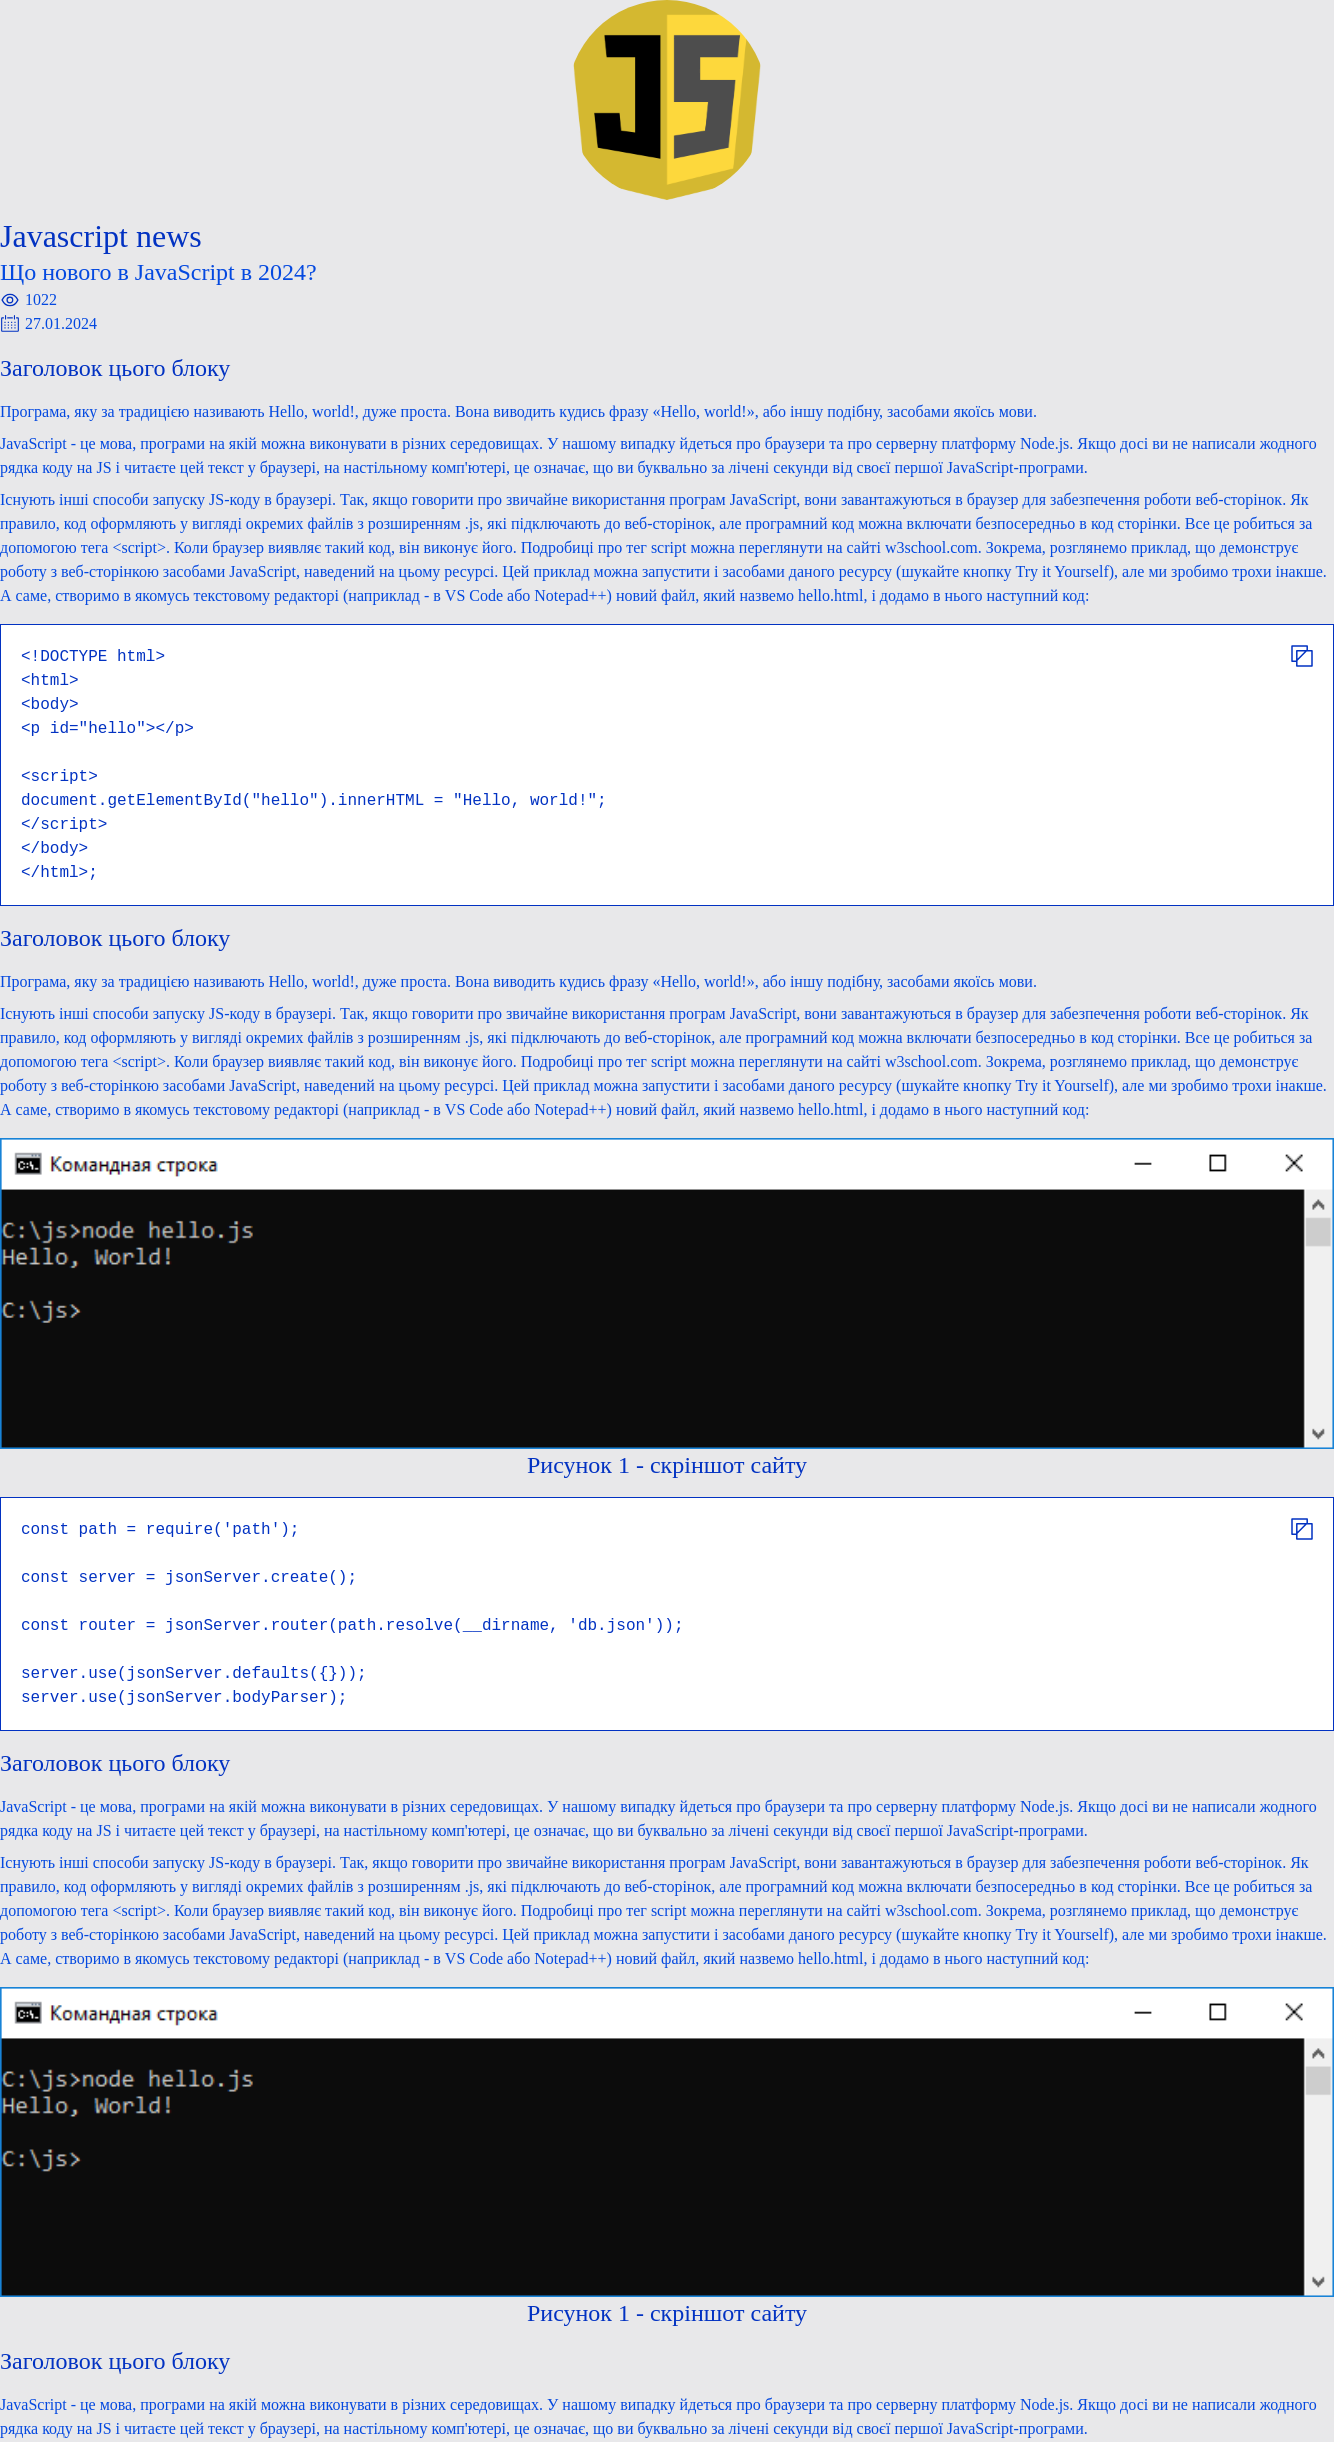 JS
Javascript news
Що нового в JavaScript в 2024?
1022
27.01.2024
Заголовок цього блоку
Програма, яку за традицією називають Hello, world!, дуже проста. Вона виводить кудись фразу «Hello, world!», або іншу подібну, засобами якоїсь мови.
JavaScript - це мова, програми на якій можна виконувати в різних середовищах. У нашому випадку йдеться про браузери та про серверну платформу Node.js. Якщо досі ви не написали жодного
рядка коду на JS і читаєте цей текст у браузері, на настільному комп'ютері, це означає, що ви буквально за лічені секунди від своєї першої JavaScript-програми.
Існують інші способи запуску JS-коду в браузері. Так, якщо говорити про звичайне використання програм JavaScript, вони завантажуються в браузер для забезпечення роботи веб-сторінок. Як
правило, код оформляють у вигляді окремих файлів з розширенням .js, які підключають до веб-сторінок, але програмний код можна включати безпосередньо в код сторінки. Все це робиться за
допомогою тега <script>. Коли браузер виявляє такий код, він виконує його. Подробиці про тег script можна переглянути на сайті w3school.com. Зокрема, розглянемо приклад, що демонструє
роботу з веб-сторінкою засобами JavaScript, наведений на цьому ресурсі. Цей приклад можна запустити і засобами даного ресурсу (шукайте кнопку Try it Yourself), але ми зробимо трохи інакше.
А саме, створимо в якомусь текстовому редакторі (наприклад - в VS Code або Notepad++) новий файл, який назвемо hello.html, і додамо в нього наступний код:
<!DOCTYPE html>
<html>
<body>
<p id="hello"></p>
<script>
document.getElementById("hello").innerHTML = "Hello, world!";
</script>
</body>
</html>;
Заголовок цього блоку
Програма, яку за традицією називають Hello, world!, дуже проста. Вона виводить кудись фразу «Hello, world!», або іншу подібну, засобами якоїсь мови.
Існують інші способи запуску JS-коду в браузері. Так, якщо говорити про звичайне використання програм JavaScript, вони завантажуються в браузер для забезпечення роботи веб-сторінок. Як
правило, код оформляють у вигляді окремих файлів з розширенням .js, які підключають до веб-сторінок, але програмний код можна включати безпосередньо в код сторінки. Все це робиться за
допомогою тега <script>. Коли браузер виявляє такий код, він виконує його. Подробиці про тег script можна переглянути на сайті w3school.com. Зокрема, розглянемо приклад, що демонструє
роботу з веб-сторінкою засобами JavaScript, наведений на цьому ресурсі. Цей приклад можна запустити і засобами даного ресурсу (шукайте кнопку Try it Yourself), але ми зробимо трохи інакше.
А саме, створимо в якомусь текстовому редакторі (наприклад - в VS Code або Notepad++) новий файл, який назвемо hello.html, і додамо в нього наступний код:
C:\. Командная строка
C:\js>node hello.js
Hello, World!
C:\js>
Рисунок 1 - скріншот сайту
const path = require('path');
const server = jsonServer.create();
const router = jsonServer.router(path.resolve(__dirname, 'db.json'));
server.use(jsonServer.defaults({}));
server.use(jsonServer.bodyParser);
Заголовок цього блоку
JavaScript - це мова, програми на якій можна виконувати в різних середовищах. У нашому випадку йдеться про браузери та про серверну платформу Node.js. Якщо досі ви не написали жодного
рядка коду на JS і читаєте цей текст у браузері, на настільному комп'ютері, це означає, що ви буквально за лічені секунди від своєї першої JavaScript-програми.
Існують інші способи запуску JS-коду в браузері. Так, якщо говорити про звичайне використання програм JavaScript, вони завантажуються в браузер для забезпечення роботи веб-сторінок. Як
правило, код оформляють у вигляді окремих файлів з розширенням .js, які підключають до веб-сторінок, але програмний код можна включати безпосередньо в код сторінки. Все це робиться за
допомогою тега <script>. Коли браузер виявляє такий код, він виконує його. Подробиці про тег script можна переглянути на сайті w3school.com. Зокрема, розглянемо приклад, що демонструє
роботу з веб-сторінкою засобами JavaScript, наведений на цьому ресурсі. Цей приклад можна запустити і засобами даного ресурсу (шукайте кнопку Try it Yourself), але ми зробимо трохи інакше.
А саме, створимо в якомусь текстовому редакторі (наприклад - в VS Code або Notepad++) новий файл, який назвемо hello.html, і додамо в нього наступний код:
C:\. Командная строка
C:\js>node hello.js
Hello, World!
C:\js>
Рисунок 1 - скріншот сайту
Заголовок цього блоку
JavaScript - це мова, програми на якій можна виконувати в різних середовищах. У нашому випадку йдеться про браузери та про серверну платформу Node.js. Якщо досі ви не написали жодного
рядка коду на JS і читаєте цей текст у браузері, на настільному комп'ютері, це означає, що ви буквально за лічені секунди від своєї першої JavaScript-програми.